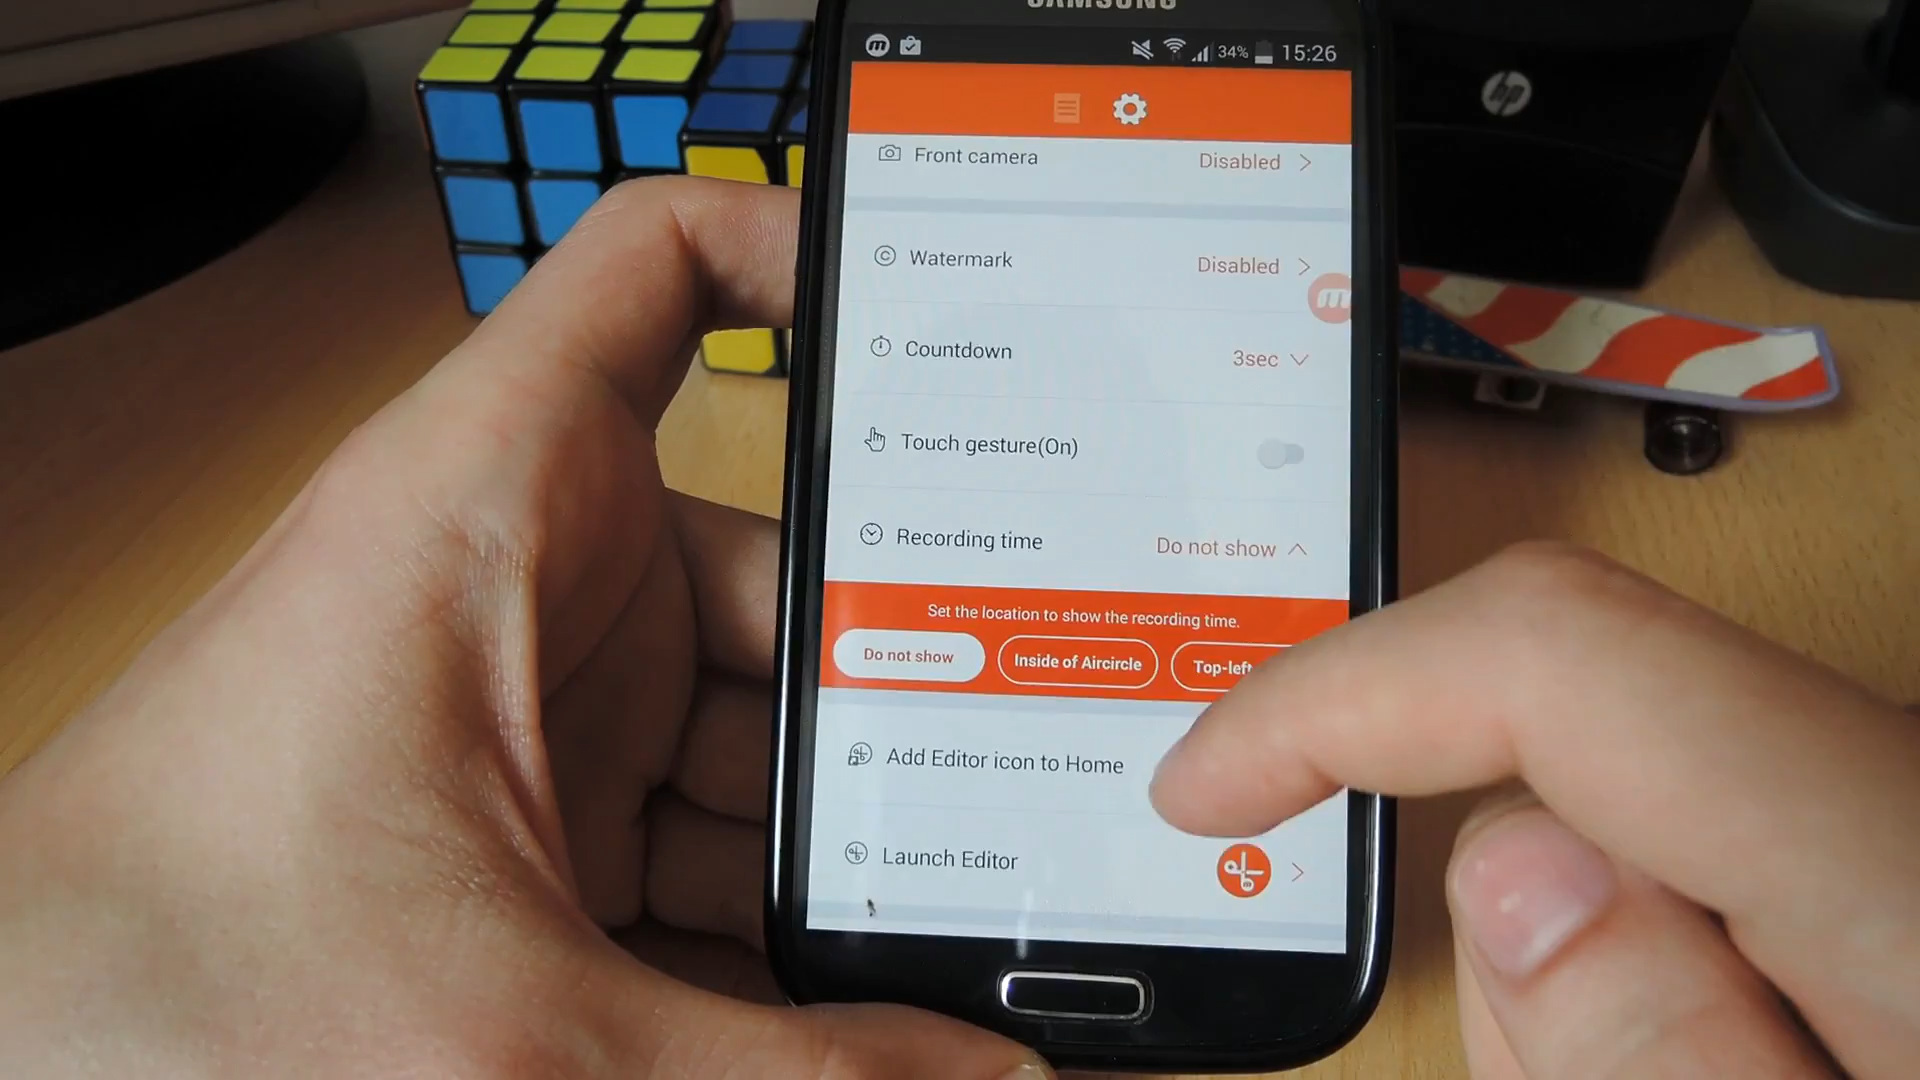 SAMSUNG
34% 15:26
hp
Front camera Disabled
Watermark Disabled
m
Countdown 3sec
Touch gesture(On)
Recording time Do not show
Set the location to show the recording time.
Do not show Inside of Aircircle Top-left
Add Editor icon to Home
Launch Editor